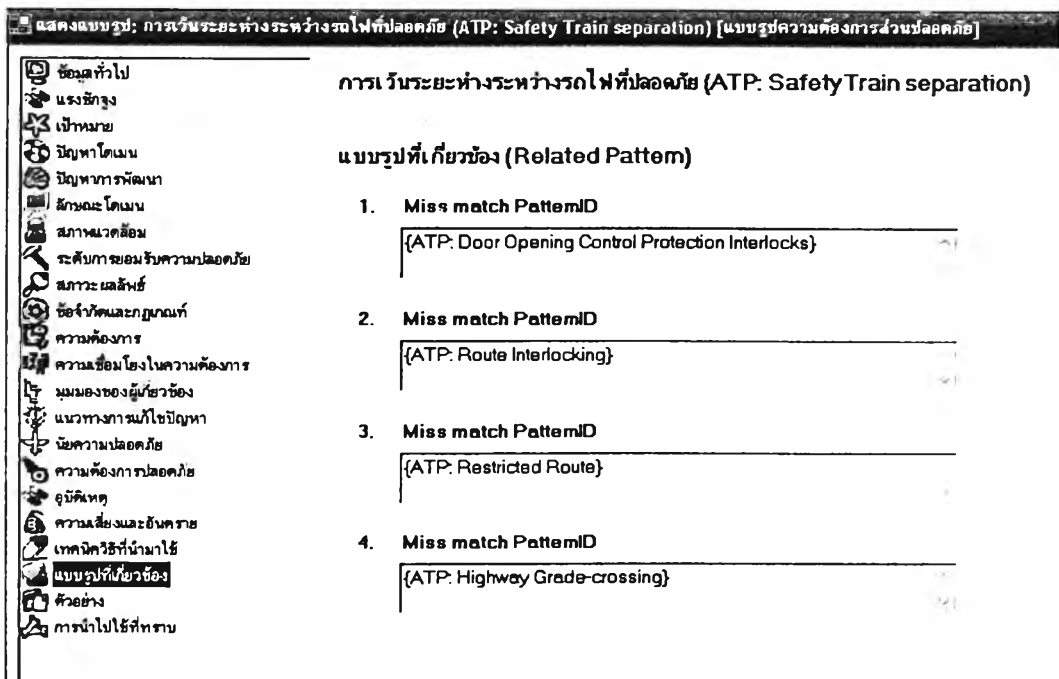 แสดงแบบรูป: การเว้นระยะห่างระหว่างรถไฟที่ปลอดภัย (ATP: Safety Train separation) [แบบรูปความต้องการส่วนปลอดภัย]
ข้อมูลทั่วไป
แรงชักจูง
เป้าหมาย
ปัญหาโดเมน
ปัญหาการพัฒนา
ลักษณะโดเมน
สภาพแวดล้อม
ระดับการยอมรับความปลอดภัย
สภาวะผลลัพธ์
ข้อจำกัดและกฎเกณฑ์
ความต้องการ
ความเชื่อมโยงในความต้องการ
มุมมองของผู้เกี่ยวข้อง
แนวทางการแก้ไขปัญหา
นัยความปลอดภัย
ความต้องการปลอดภัย
อุบัติเหตุ
ความเสี่ยงและอันตราย
เทคนิควิธีที่นำมาใช้
แบบรูปที่เกี่ยวข้อง
ตัวอย่าง
การนำไปใช้ที่ทราบ
การเว้นระยะห่างระหว่างรถไฟที่ปลอดภัย (ATP: Safety Train separation)
แบบรูปที่เกี่ยวข้อง (Related Pattern)
1. Miss match PatternID
{ATP: Door Opening Control Protection Interlocks}
2. Miss match PatternID
{ATP: Route Interlocking}
3. Miss match PatternID
{ATP: Restricted Route}
4. Miss match PatternID
{ATP: Highway Grade-crossing}